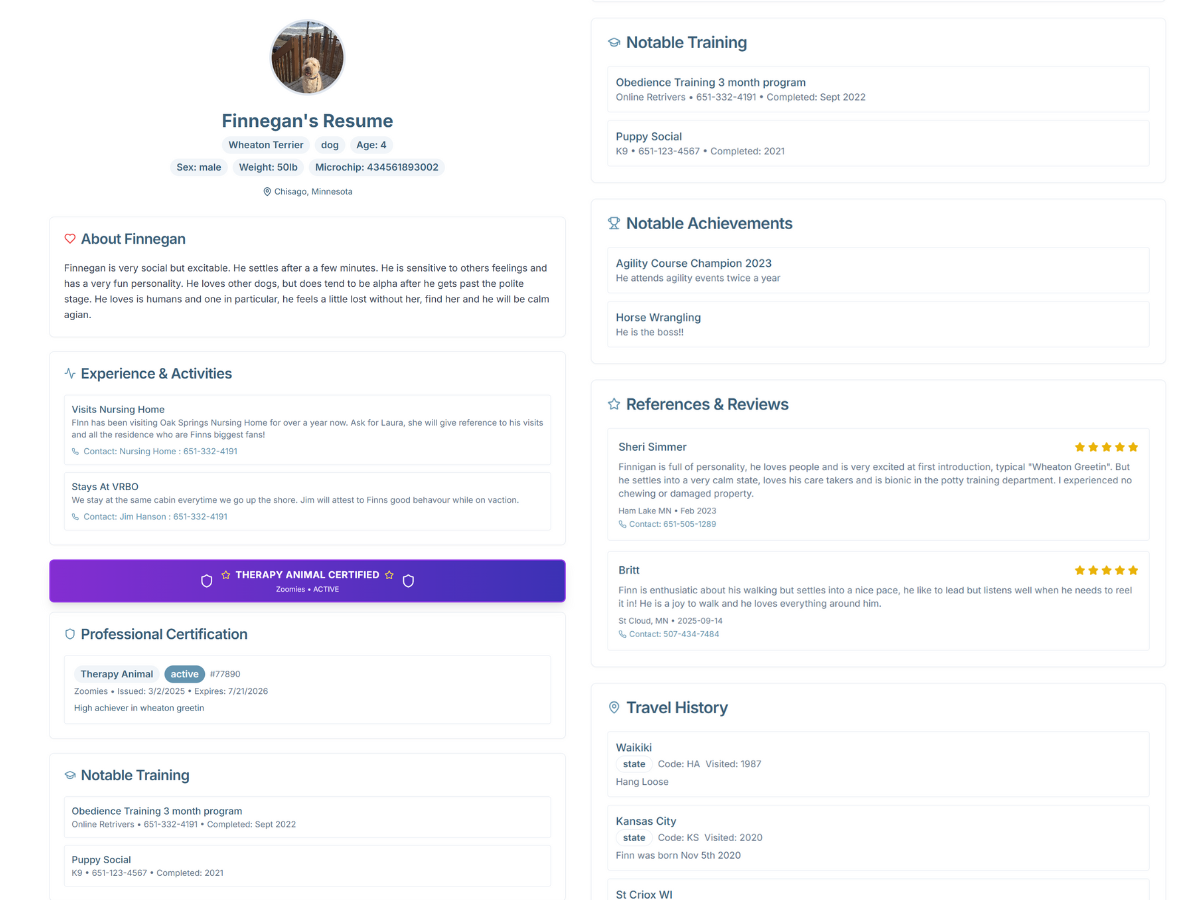 Finnegan's Resume
Wheaton Terrier dog Age: 4
Sex: male Weight: 50lb Microchip: 434561893002
Chisago, Minnesota
About Finnegan
Finnegan is very social but excitable. He settles after a a few minutes. He is sensitive to others feelings and
has a very fun personality. He loves other dogs, but does tend to be alpha after he gets past the polite
stage. He loves is humans and one in particular, he feels a little lost without her, find her and he will be calm
agian.
Experience & Activities
Visits Nursing Home
FInn has been visiting Oak Springs Nursing Home for over a year now. Ask for Laura, she will give reference to his visits
and all the residence who are Finns biggest fans!
Contact: Nursing Home : 651-332-4191
Stays At VRBO
We stay at the same cabin everytime we go up the shore. Jim will attest to Finns good behavour while on vaction.
Contact: Jim Hanson : 651-332-4191
THERAPY ANIMAL CERTIFIED
Zoomies • ACTIVE
Professional Certification
Therapy Animal active #77890
Zoomies • Issued: 3/2/2025 • Expires: 7/21/2026
High achiever in wheaton greetin
Notable Training
Obedience Training 3 month program
Online Retrivers • 651-332-4191 • Completed: Sept 2022
Puppy Social
K9 • 651-123-4567 • Completed: 2021
Notable Training
Obedience Training 3 month program
Online Retrivers • 651-332-4191 • Completed: Sept 2022
Puppy Social
K9 • 651-123-4567 • Completed: 2021
Notable Achievements
Agility Course Champion 2023
He attends agility events twice a year
Horse Wrangling
He is the boss!!
References & Reviews
Sheri Simmer
Finnigan is full of personality, he loves people and is very excited at first introduction, typical "Wheaton Greetin". But
he settles into a very calm state, loves his care takers and is bionic in the potty training department. I experienced no
chewing or damaged property.
Ham Lake MN • Feb 2023
Contact: 651-505-1289
Britt
Finn is enthusiatic about his walking but settles into a nice pace, he like to lead but listens well when he needs to reel
it in! He is a joy to walk and he loves everything around him.
St Cloud, MN • 2025-09-14
Contact: 507-434-7484
Travel History
Waikiki
state Code: HA Visited: 1987
Hang Loose
Kansas City
state Code: KS Visited: 2020
Finn was born Nov 5th 2020
St Criox WI